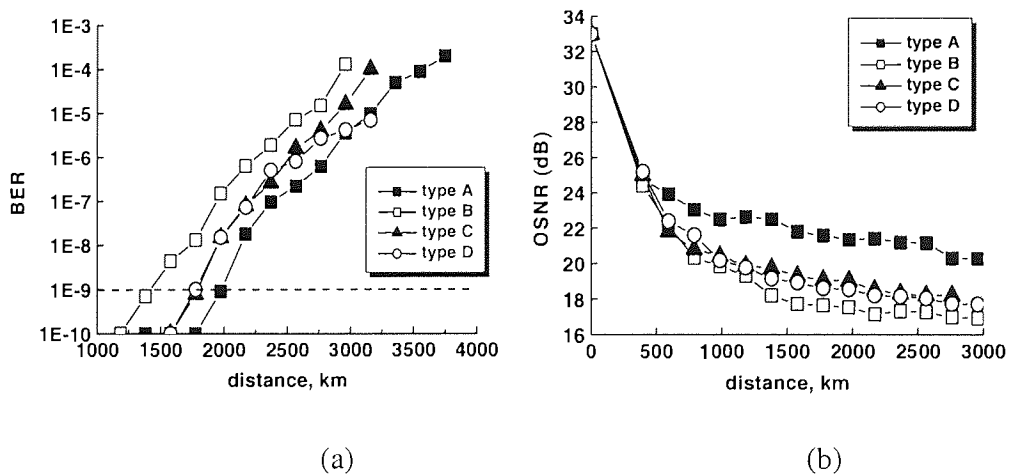 1E-3
1E-4
1E-5
1E-6
1E-7
1E-8
1E-9
1E-10
BER
type A
type B
type C
type D
1000 1500 2000 2500 3000 3500 4000
distance, km
(a)
34
32
30
28
26
24
22
20
18
16
OSNR (dB)
type A
type B
type C
type D
0 500 1000 1500 2000 2500 3000
distance, km
(b)